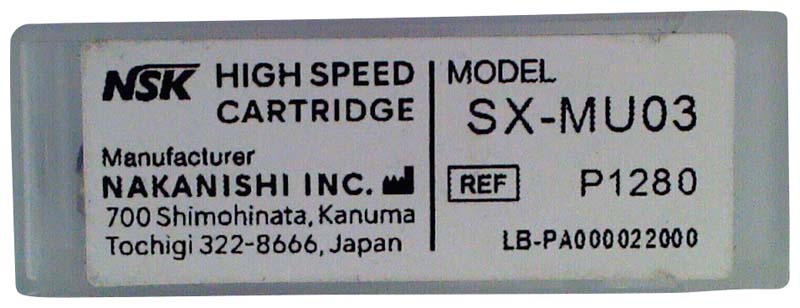 NSK HIGH SPEED
CARTRIDGE
Manufacturer
NAKANISHI INC.
700 Shimohinata, Kanuma
Tochigi 322-8666, Japan
MODEL
SX-MU03
REF P1280
LB-PA000022000